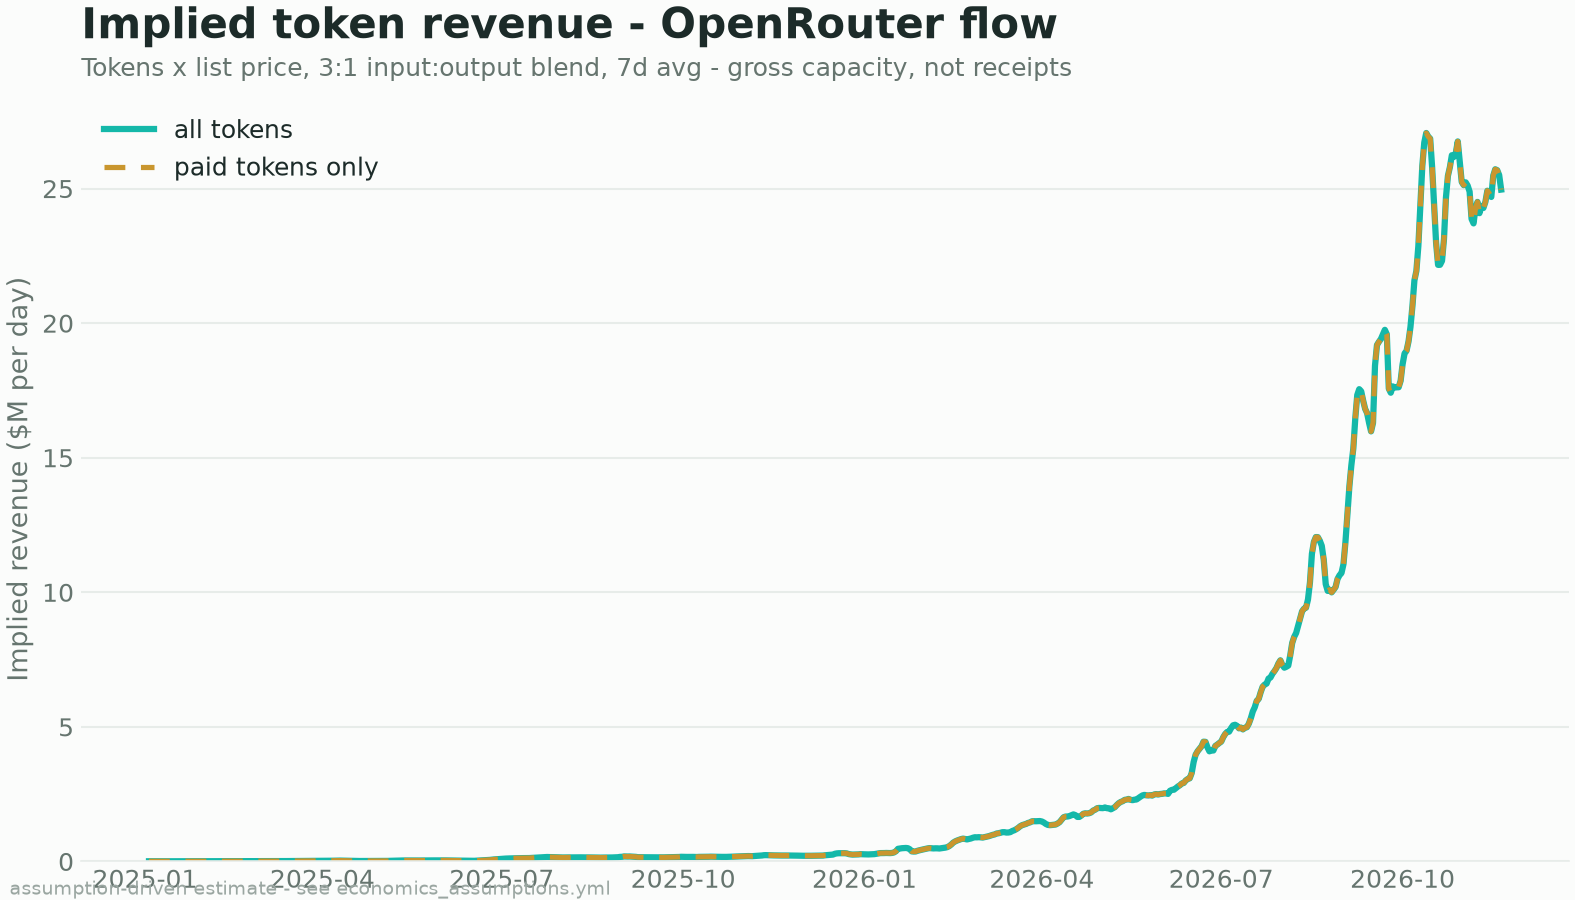 Implied token revenue - OpenRouter flow
Tokens x list price, 3:1 input:output blend, 7d avg - gross capacity, not receipts
all tokens
paid tokens only
Implied revenue ($M per day)
25
20
15
10
5
0
2025-01 2025-04 2025-07 2025-10 2026-01 2026-04 2026-07 2026-10
assumption-driven estimate - see economics_assumptions.yml